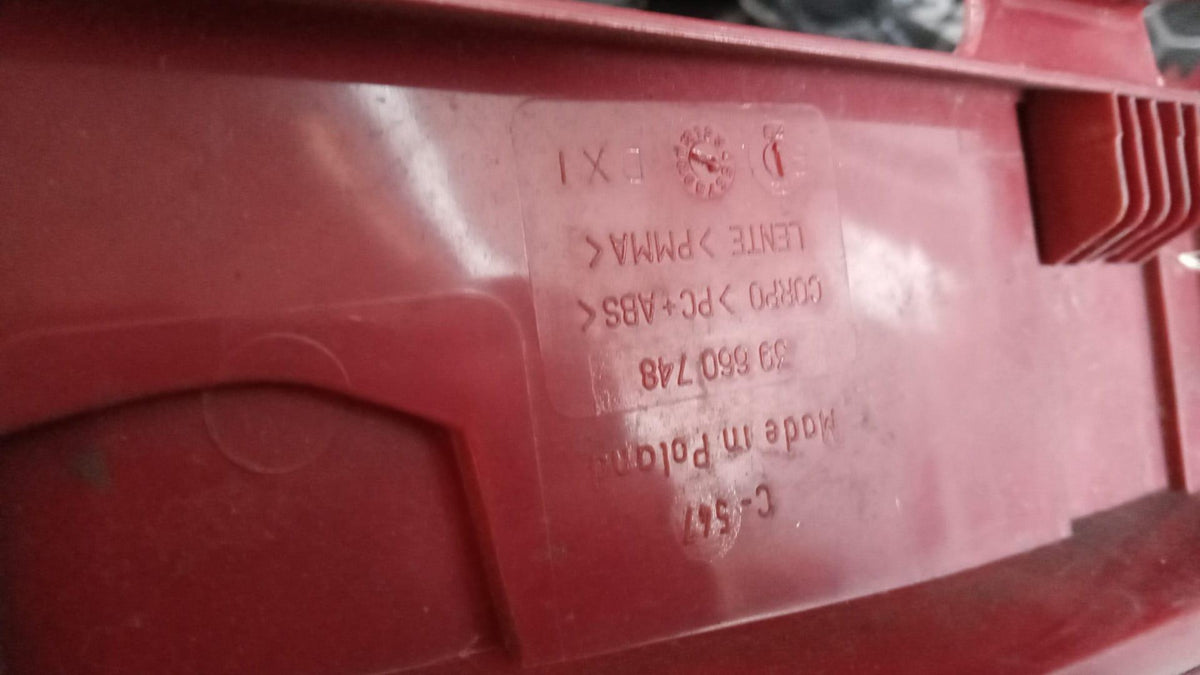 C-547
Made in Poland
39 660 748
CORPO >PC+ABS<
LENTE >PMMA<